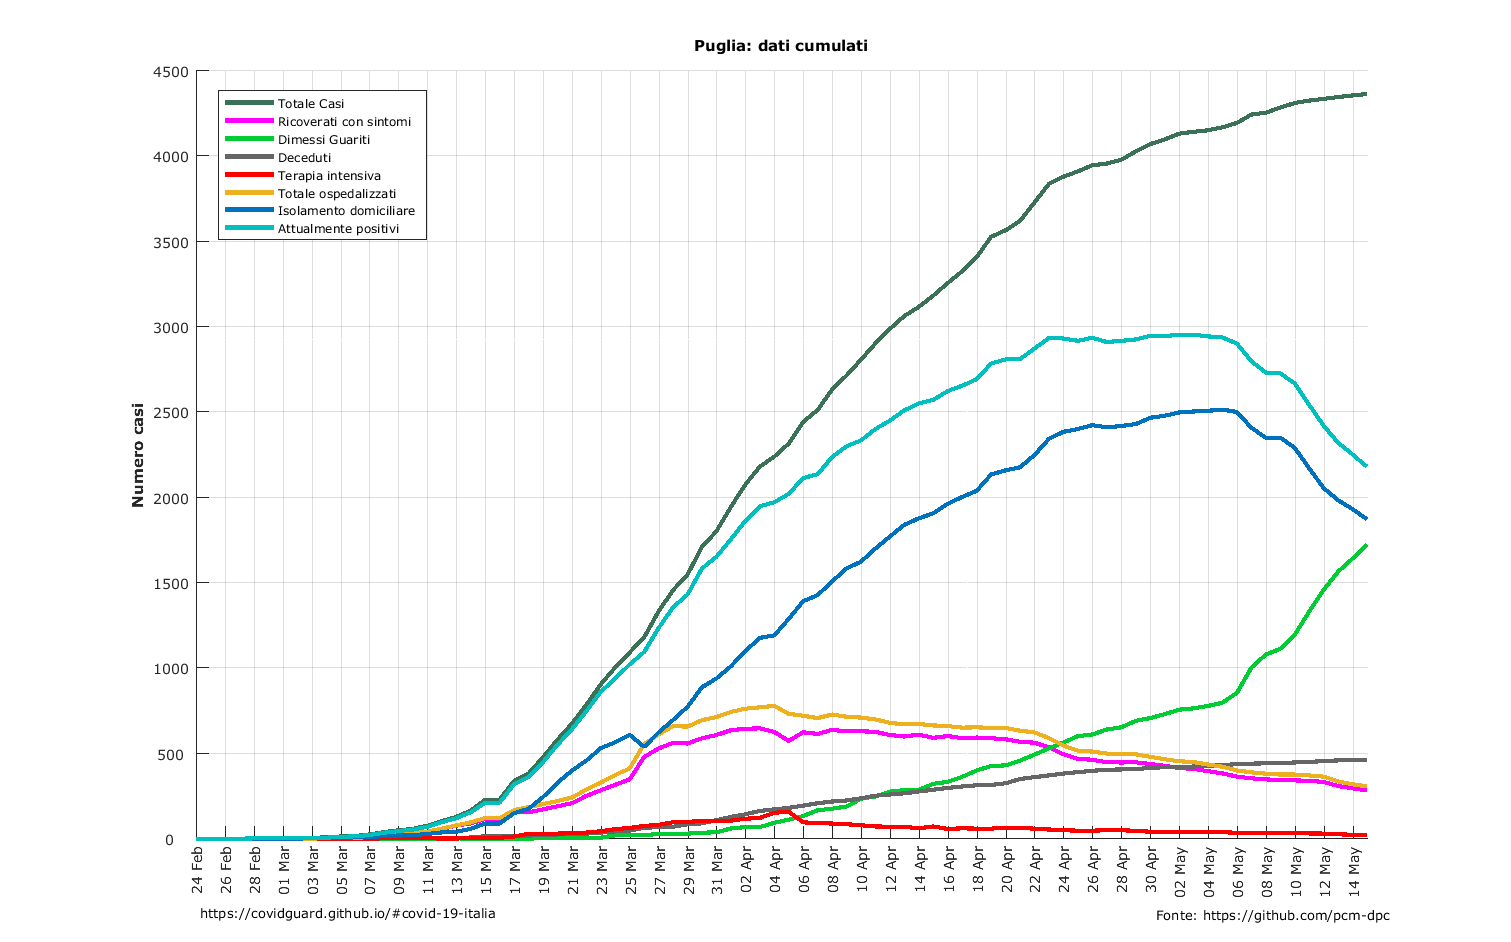 Puglia: dati cumulati
4500
4000
3500
3000
2500
2000
1500
1000
500
0
Numero casi
Totale Casi
Ricoverati con sintomi
Dimessi Guariti
Deceduti
Terapia intensiva
Totale ospedalizzati
Isolamento domiciliare
Attualmente positivi
24 Feb
26 Feb
28 Feb
01 Mar
03 Mar
05 Mar
07 Mar
09 Mar
11 Mar
13 Mar
15 Mar
17 Mar
19 Mar
21 Mar
23 Mar
25 Mar
27 Mar
29 Mar
31 Mar
02 Apr
04 Apr
06 Apr
08 Apr
10 Apr
12 Apr
14 Apr
16 Apr
18 Apr
20 Apr
22 Apr
24 Apr
26 Apr
28 Apr
30 Apr
02 May
04 May
06 May
08 May
10 May
12 May
14 May
https://covidguard.github.io/#covid-19-italia
Fonte: https://github.com/pcm-dpc